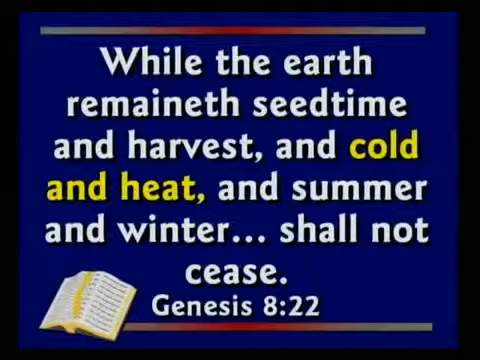 While the earth
remaineth seedtime
and harvest, and cold
and heat, and summer
and winter... shall not
cease.
Genesis 8:22